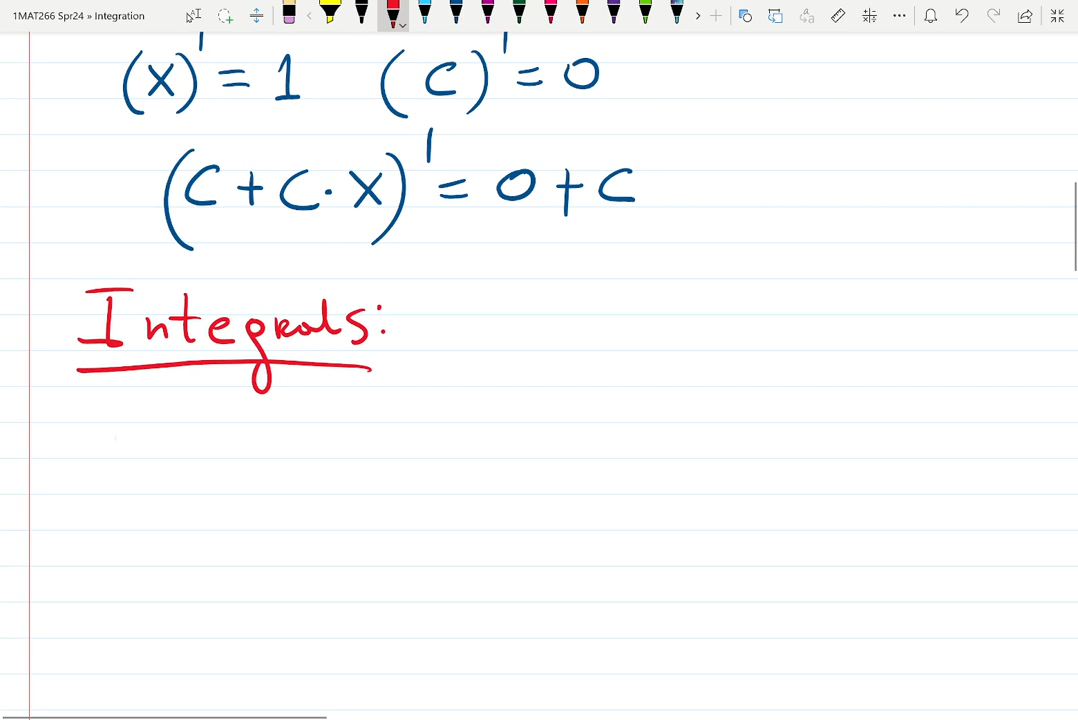 1MAT266 Spr24 » Integration
(x)' = 1 (C)' = 0
(C + C · x)' = 0 + C
Integrals: